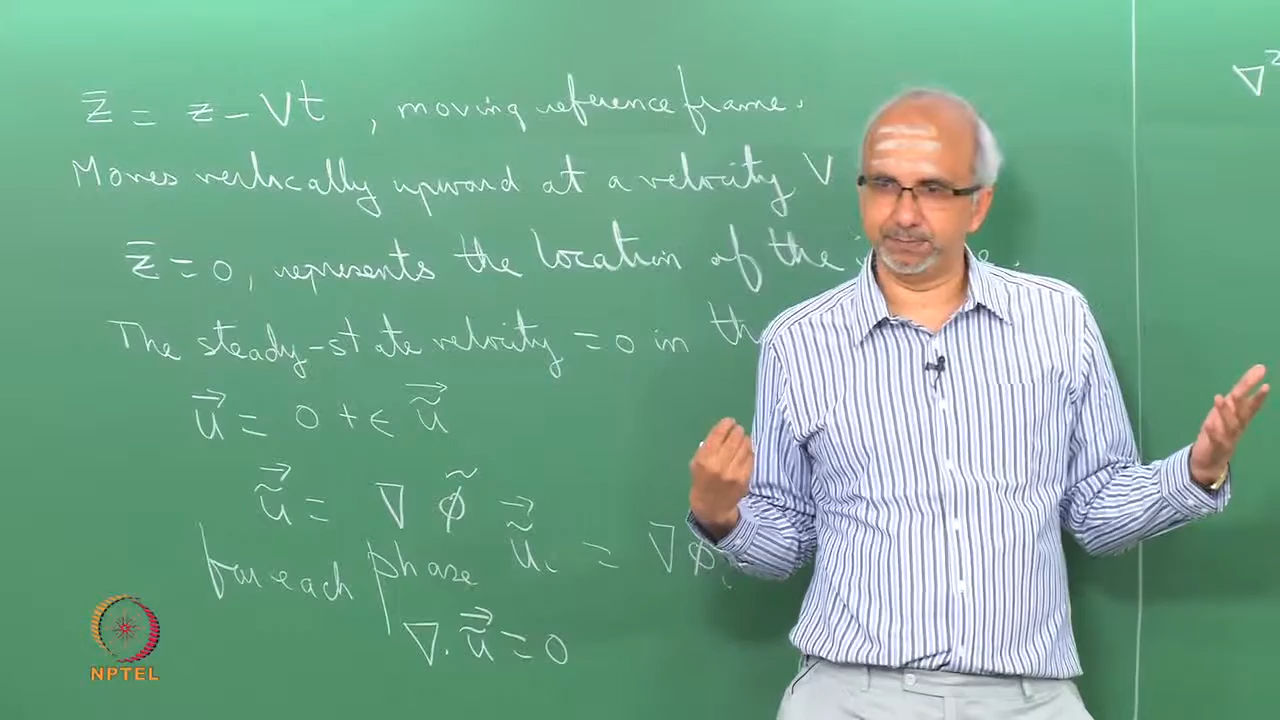 z̄ = z - Vt , moving reference frame.
Moves vertically upward at a velocity V
z̄ = 0, represents the location of the
The steady-state velocity = 0 in
u⃗ = 0 + ϵ ũ⃗
ũ⃗ = ∇ φ̃
for each phase ũ⃗ᵢ = ∇φ
∇·ũ⃗ = 0
∇²
NPTEL